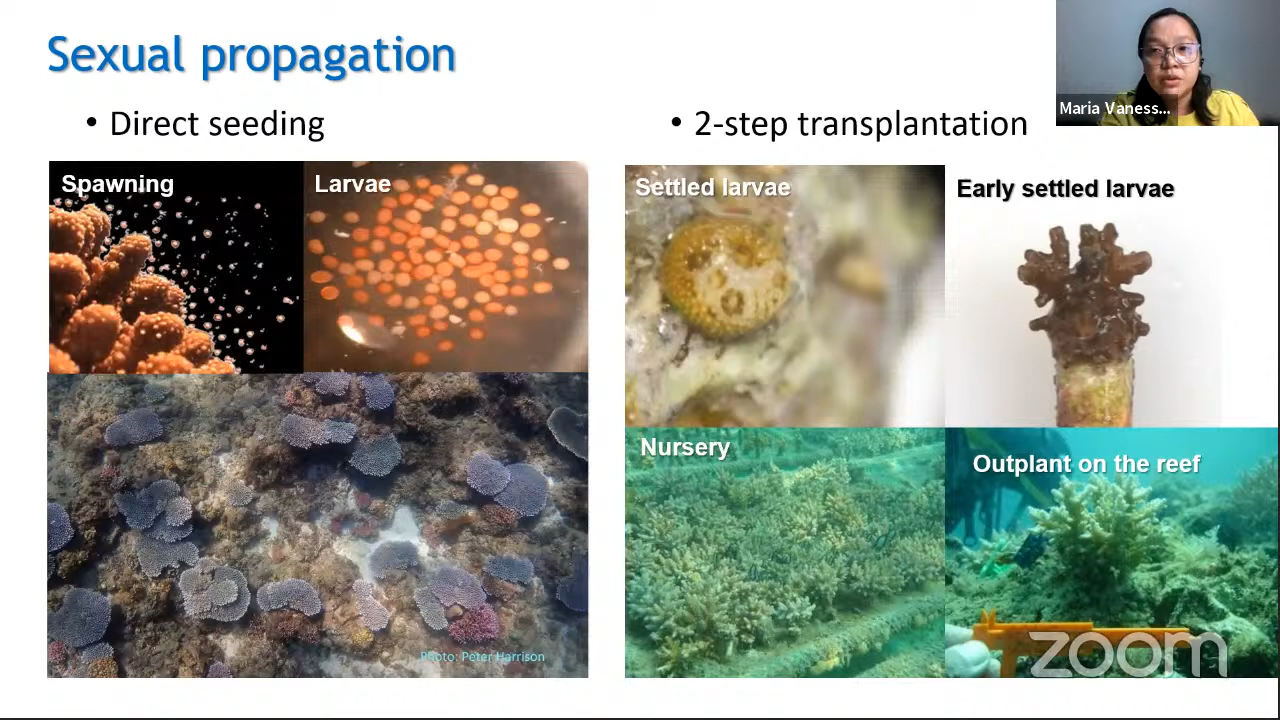 Sexual propagation
Maria Vaness...
• Direct seeding
• 2-step transplantation
Spawning
Larvae
Settled larvae
Early settled larvae
Nursery
Outplant on the reef
Photo: Peter Harrison
zoom